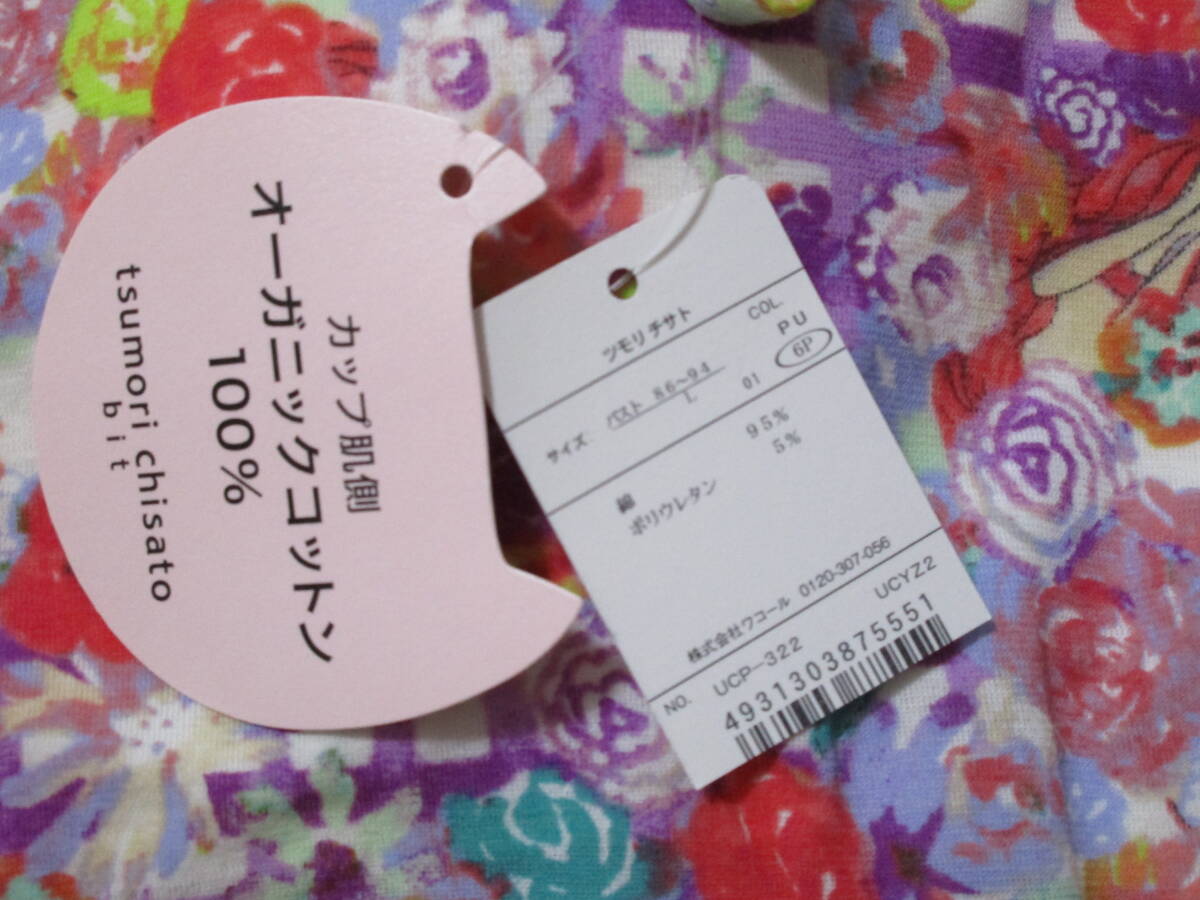 カップ肌側
オーガニックコットン
100%
tsumori chisato
bit
ツモリ チサト
COL.
PU
サイズ バスト 86~94
L
01
6P
綿 95%
ポリウレタン 5%
株式会社ワコール 0120-307-056
NO. UCP-322 UCYZ2
4931303875551